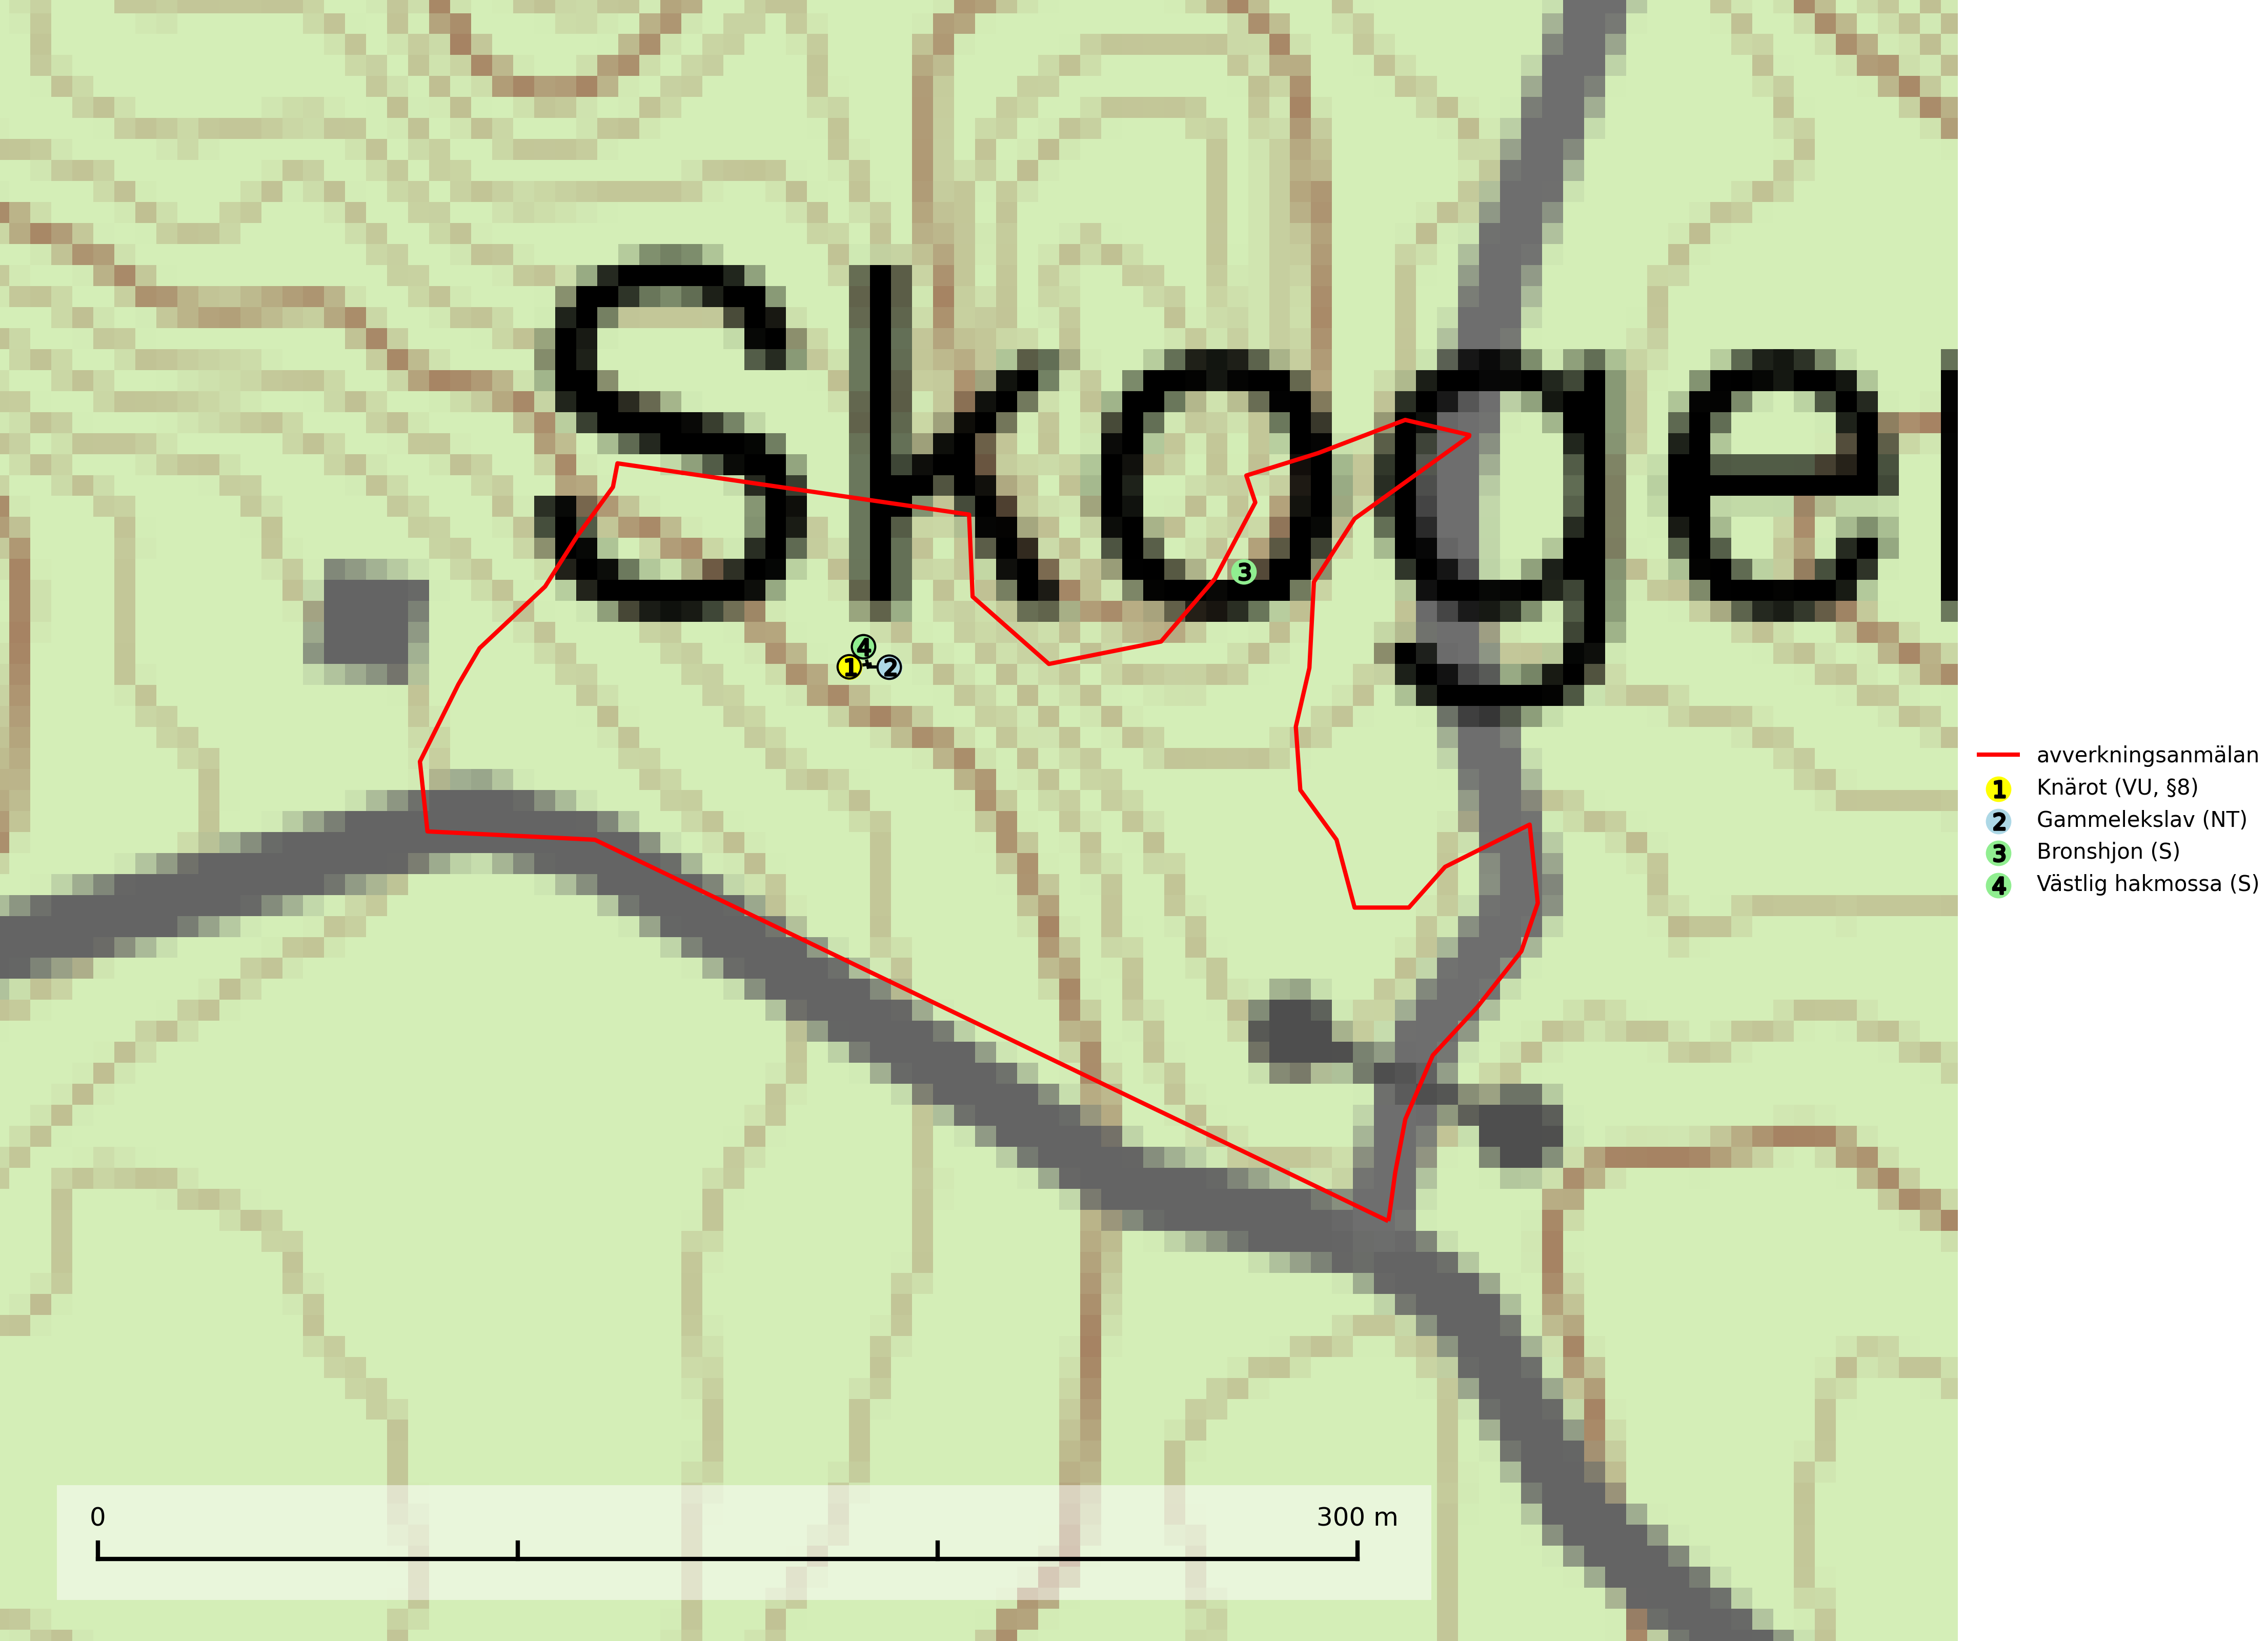 Skoge
avverkningsanmälan
1 Knärot (VU, §8)
2 Gammelekslav (NT)
3 Bronshjon (S)
4 Västlig hakmossa (S)
3
4
1 2
0 300 m